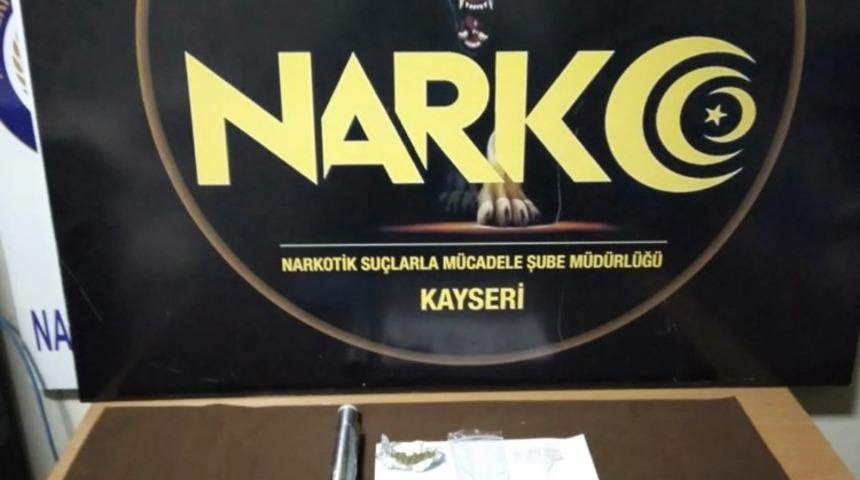 NARKO
NARKOTİK SUÇLARLA MÜCADELE ŞUBE MÜDÜRLÜĞÜ
KAYSERİ
NA